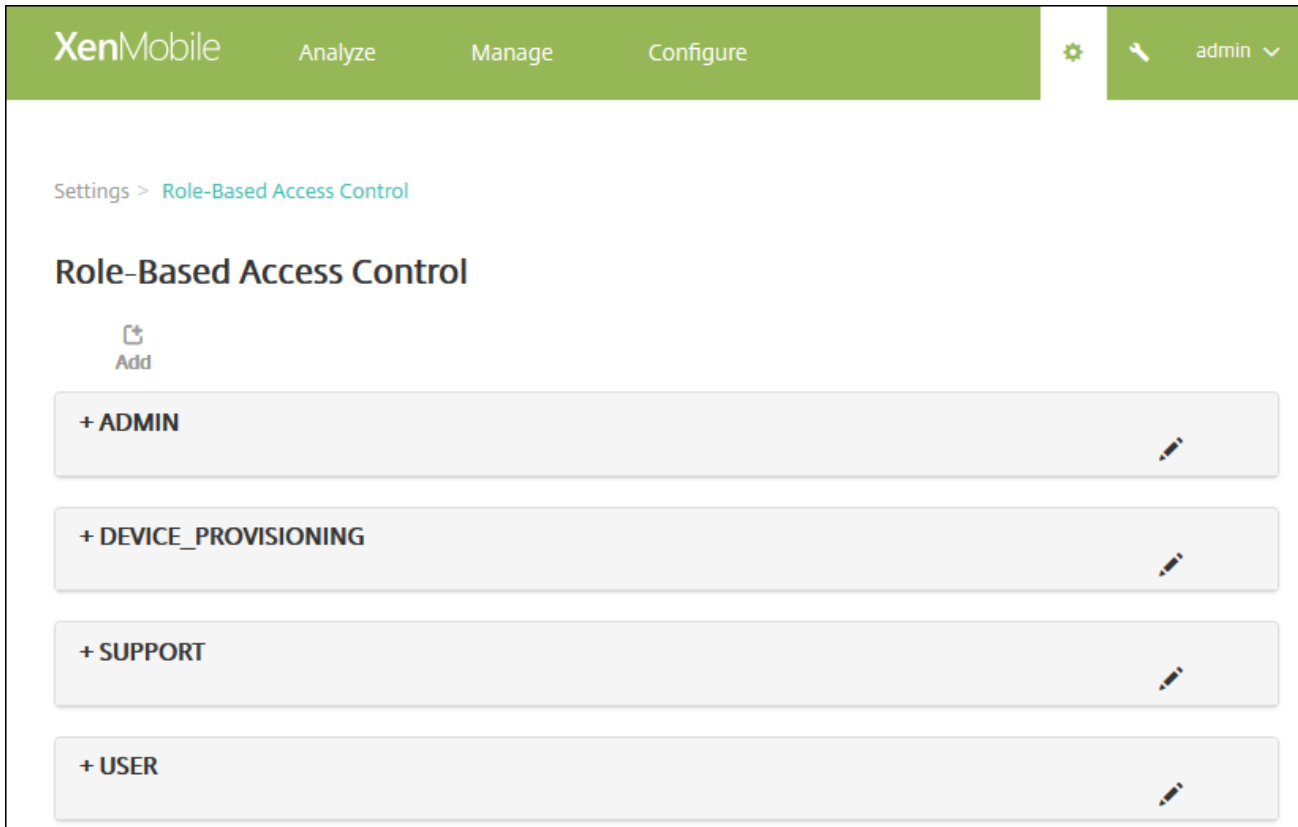 XenMobile Analyze Manage Configure admin
Settings > Role-Based Access Control
Role-Based Access Control
Add
+ ADMIN
+ DEVICE_PROVISIONING
+ SUPPORT
+ USER